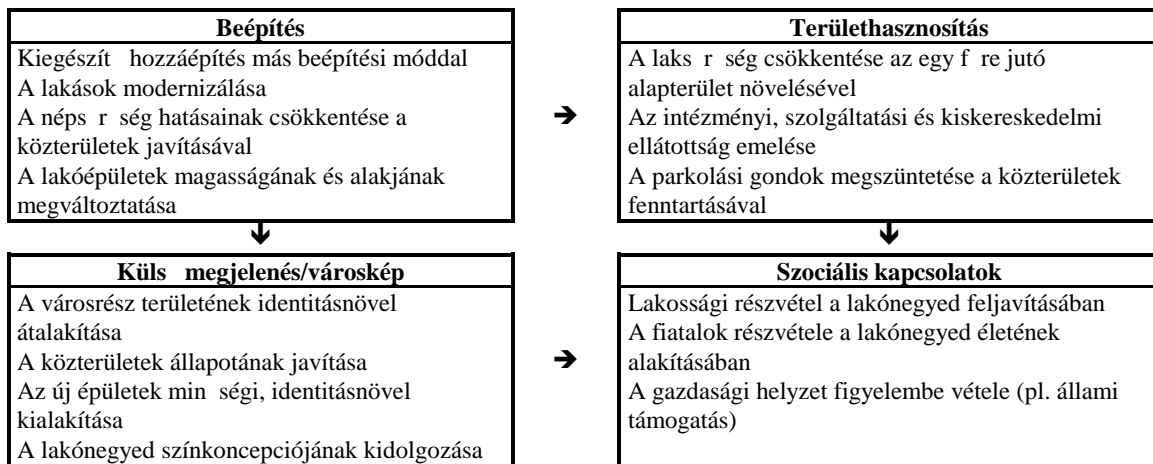 Beépítés
Kiegészít hozzáépítés más beépítési móddal
A lakások modernizálása
A néps r ség hatásainak csökkentése a
közterületek javításával
A lakóépületek magasságának és alakjának
megváltoztatása
Területhasznosítás
A laks r ség csökkentése az egy f re jutó
alapterület növelésével
Az intézményi, szolgáltatási és kiskereskedelmi
ellátottság emelése
A parkolási gondok megszüntetése a közterületek
fenntartásával
Küls megjelenés/városkép
A városrész területének identitásnövel
átalakítása
A közterületek állapotának javítása
Az új épületek min ségi, identitásnövel
kialakítása
A lakónegyed színkoncepciójának kidolgozása
Szociális kapcsolatok
Lakossági részvétel a lakónegyed feljavításában
A fiatalok részvétele a lakónegyed életének
alakításában
A gazdasági helyzet figyelembe vétele (pl. állami
támogatás)